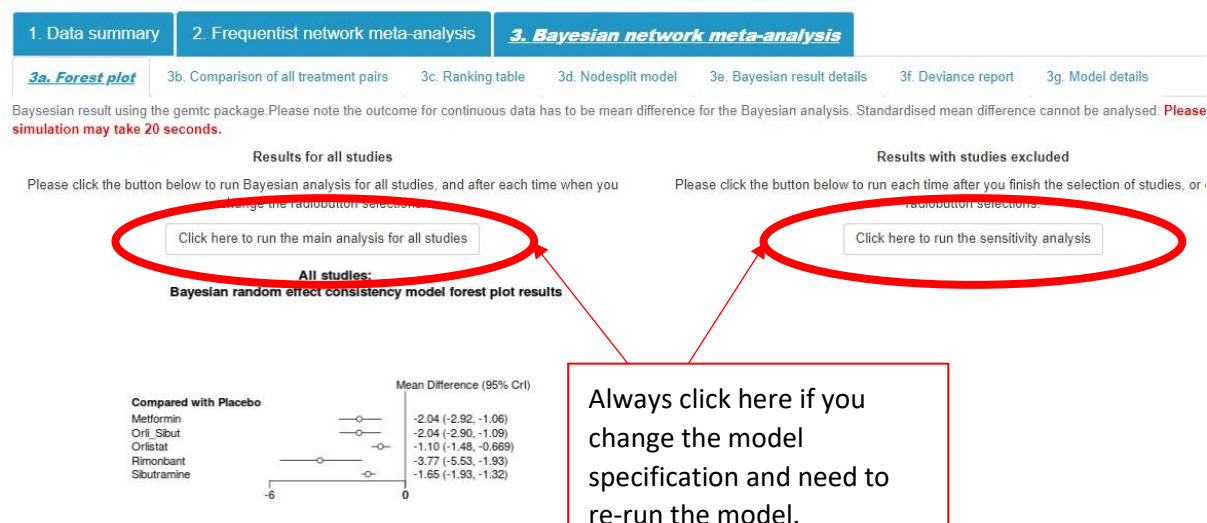 1. Data summary 2. Frequentist network meta-analysis 3. Bayesian network meta-analysis
3a. Forest plot 3b. Comparison of all treatment pairs 3c. Ranking table 3d. Nodesplit model 3e. Bayesian result details 3f. Deviance report 3g. Model details
Baysesian result using the gemtc package.Please note the outcome for continuous data has to be mean difference for the Bayesian analysis. Standardised mean difference cannot be analysed. Please
simulation may take 20 seconds.
Results for all studies
Please click the button below to run Bayesian analysis for all studies, and after each time when you
change the radiobutton selections.
Click here to run the main analysis for all studies
All studies:
Bayesian random effect consistency model forest plot results
Mean Difference (95% CrI)
Compared with Placebo
Metformin -2.04 (-2.92, -1.06)
Orli_Sibut -2.04 (-2.90, -1.09)
Orlistat -1.10 (-1.48, -0.669)
Rimonbant -3.77 (-5.53, -1.93)
Sibutramine -1.65 (-1.93, -1.32)
-6 0
Results with studies excluded
Please click the button below to run each time after you finish the selection of studies, or
radiobutton selections.
Click here to run the sensitivity analysis
Always click here if you
change the model
specification and need to
re-run the model.